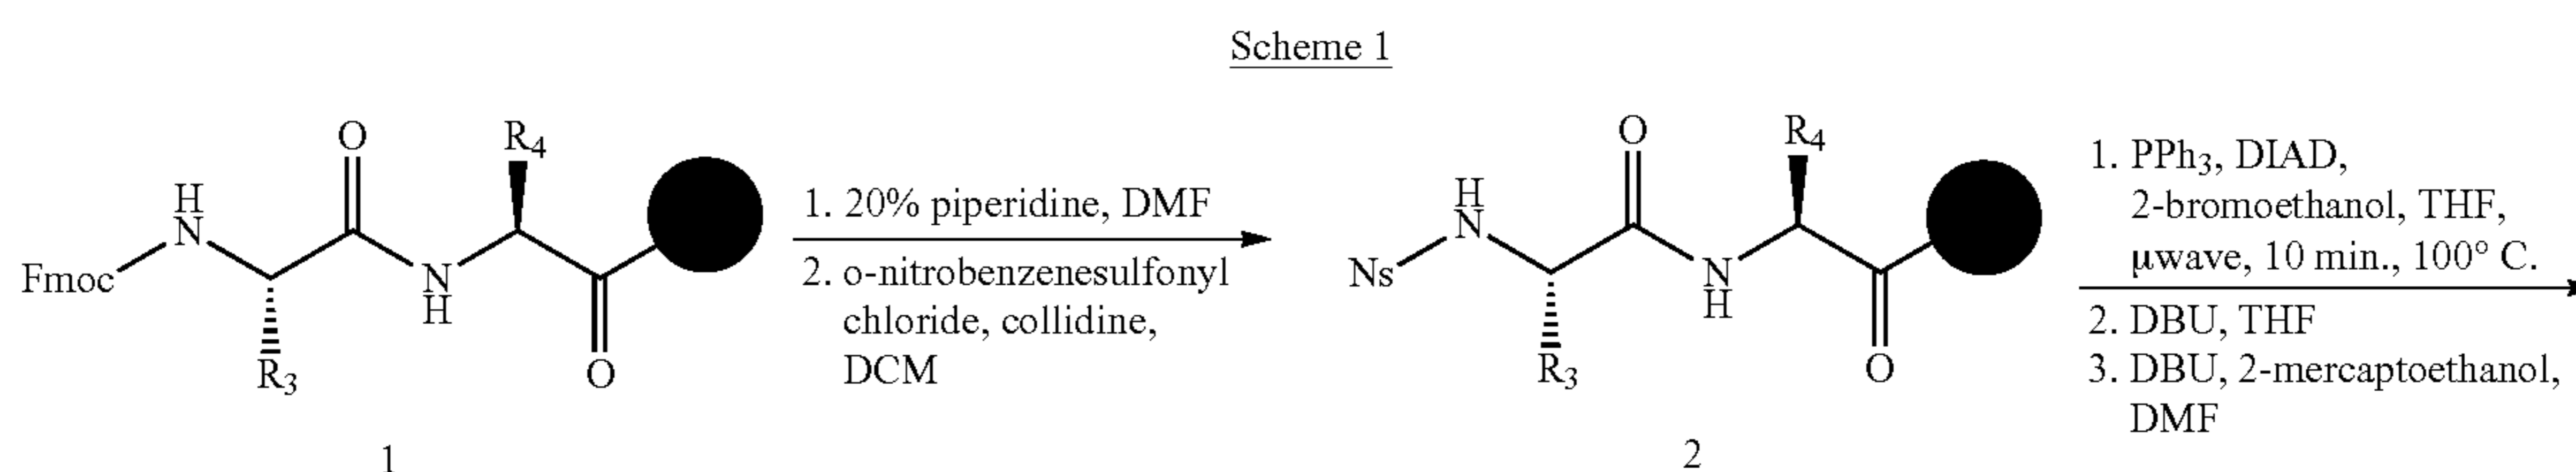 Scheme 1
O
R4
H
N
Fmoc
R3
N
H
O
1
1. 20% piperidine, DMF
2. o-nitrobenzenesulfonyl
chloride, collidine,
DCM
O
R4
H
N
Ns
R3
N
H
O
2
1. PPh3, DIAD,
2-bromoethanol, THF,
μwave, 10 min., 100° C.
2. DBU, THF
3. DBU, 2-mercaptoethanol,
DMF